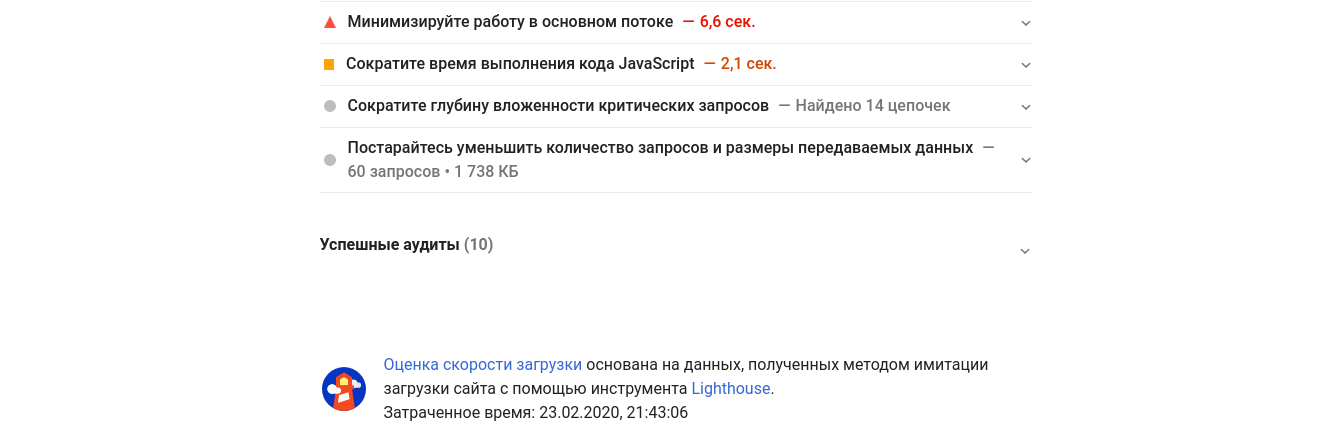 Минимизируйте работу в основном потоке — 6,6 сек.
Сократите время выполнения кода JavaScript — 2,1 сек.
Сократите глубину вложенности критических запросов — Найдено 14 цепочек
Постарайтесь уменьшить количество запросов и размеры передаваемых данных —
60 запросов • 1 738 КБ
Успешные аудиты (10)
Оценка скорости загрузки основана на данных, полученных методом имитации
загрузки сайта с помощью инструмента Lighthouse.
Затраченное время: 23.02.2020, 21:43:06